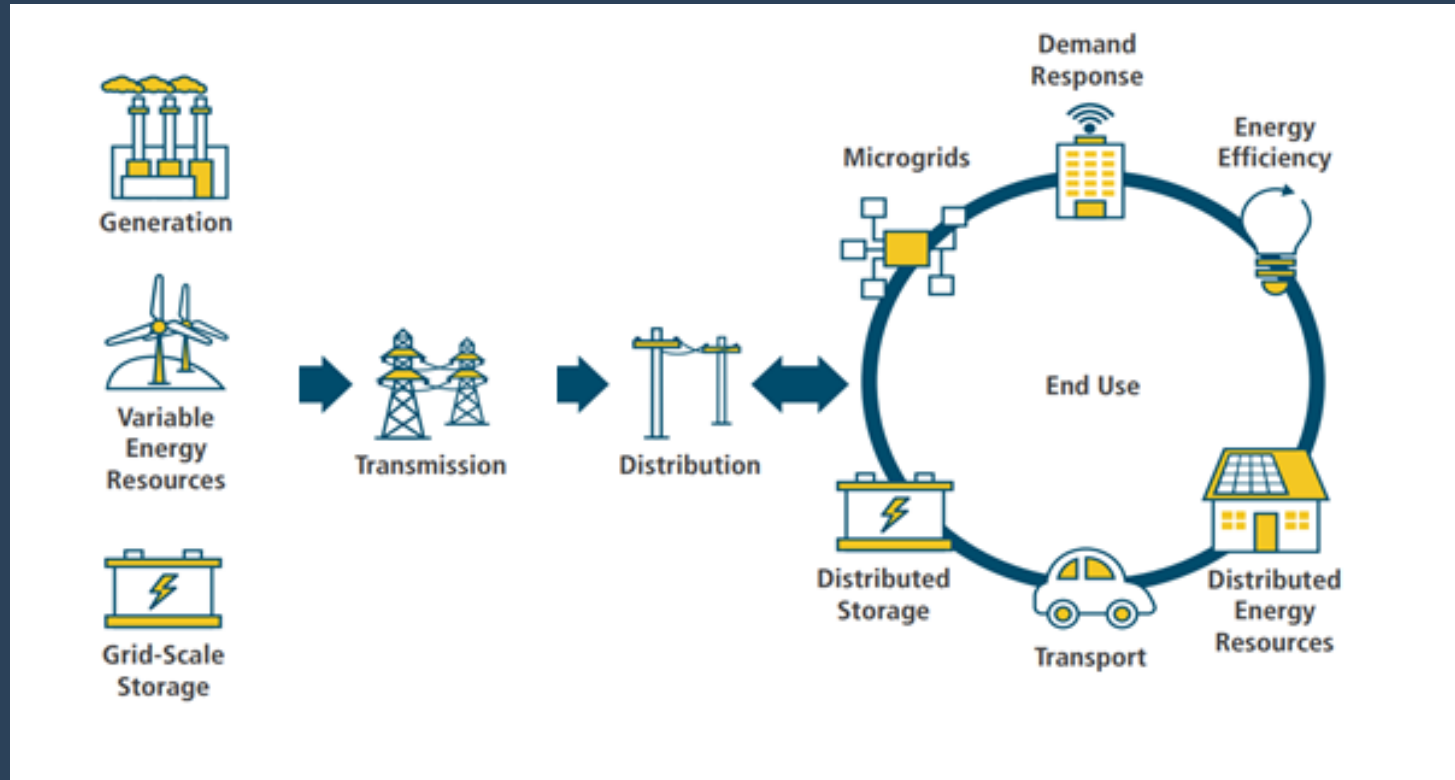 Generation
Variable
Energy
Resources
Grid-Scale
Storage
Transmission
Distribution
Demand
Response
Microgrids
Energy
Efficiency
End Use
Distributed
Storage
Transport
Distributed
Energy
Resources